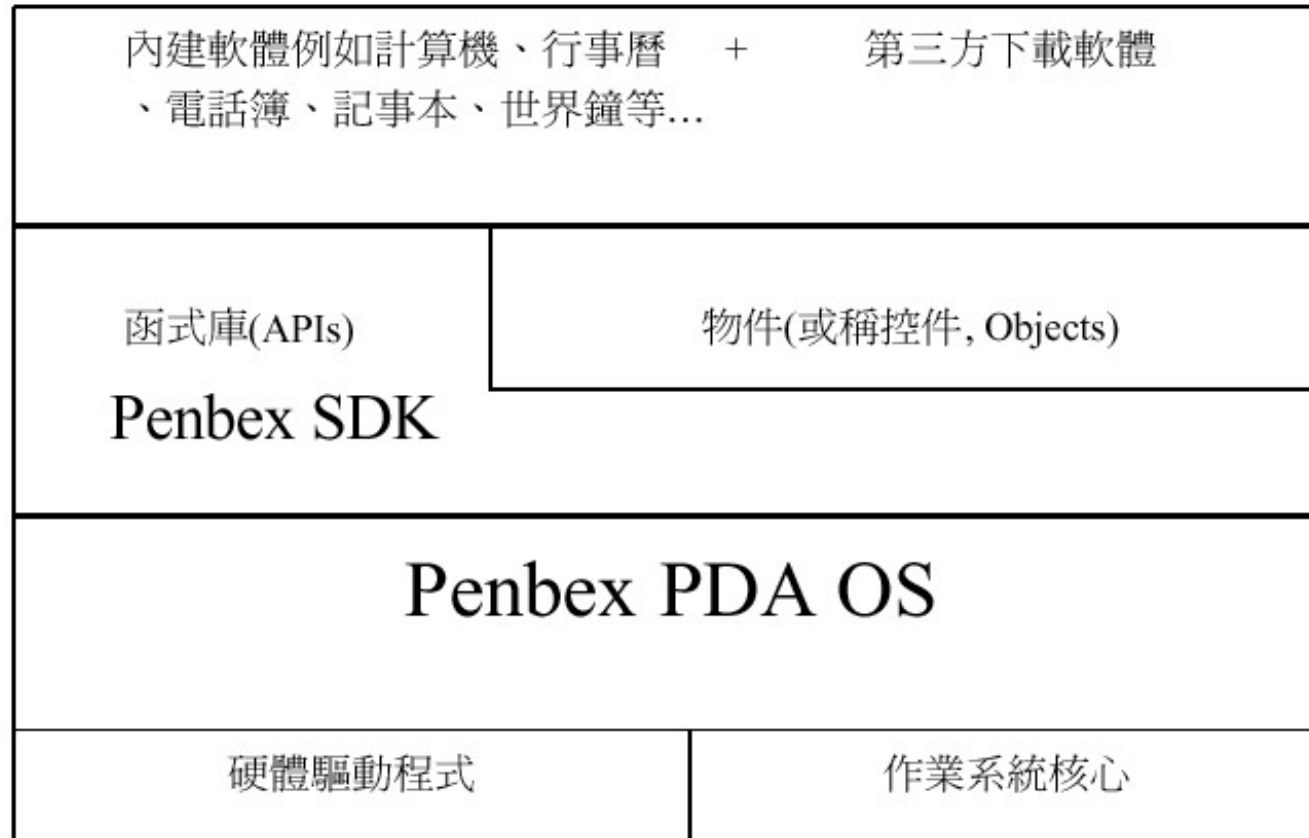 內建軟體例如計算機、行事曆 + 第三方下載軟體
、電話簿、記事本、世界鐘等...
函式庫(APIs) 物件(或稱控件, Objects)
Penbex SDK
Penbex PDA OS
硬體驅動程式 作業系統核心